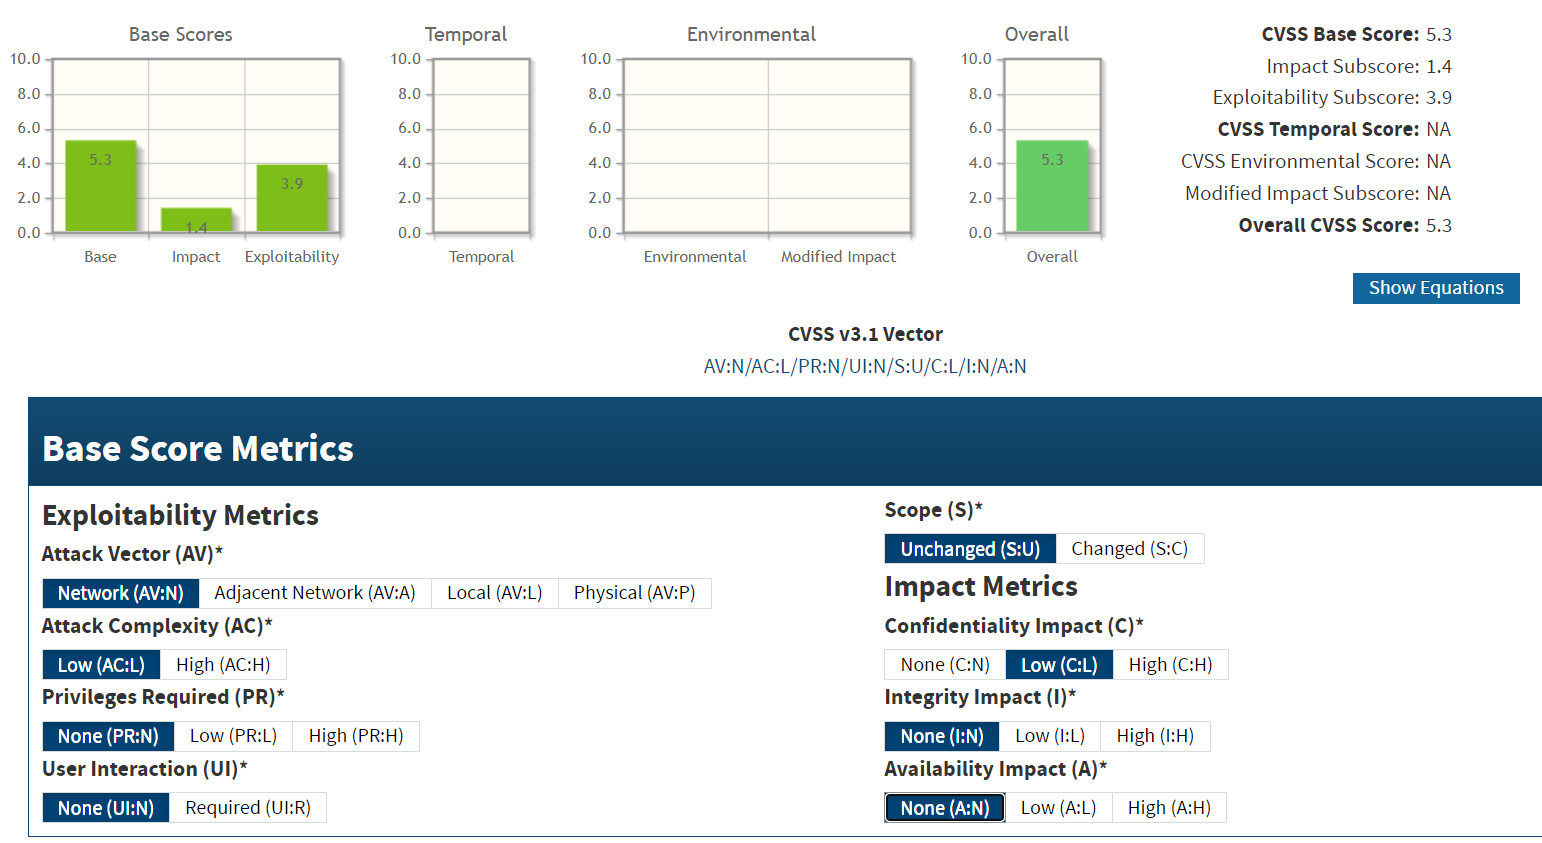 Base Scores
10.0
8.0
6.0
4.0
2.0
0.0
5.3
1.4
3.9
Base Impact Exploitability
Temporal
10.0
8.0
6.0
4.0
2.0
0.0
Temporal
Environmental
10.0
8.0
6.0
4.0
2.0
0.0
Environmental Modified Impact
Overall
10.0
8.0
6.0
4.0
2.0
0.0
5.3
Overall
CVSS Base Score: 5.3
Impact Subscore: 1.4
Exploitability Subscore: 3.9
CVSS Temporal Score: NA
CVSS Environmental Score: NA
Modified Impact Subscore: NA
Overall CVSS Score: 5.3
Show Equations
CVSS v3.1 Vector
AV:N/AC:L/PR:N/UI:N/S:U/C:L/I:N/A:N
Base Score Metrics
Exploitability Metrics
Attack Vector (AV)*
Network (AV:N) Adjacent Network (AV:A) Local (AV:L) Physical (AV:P)
Attack Complexity (AC)*
Low (AC:L) High (AC:H)
Privileges Required (PR)*
None (PR:N) Low (PR:L) High (PR:H)
User Interaction (UI)*
None (UI:N) Required (UI:R)
Scope (S)*
Unchanged (S:U) Changed (S:C)
Impact Metrics
Confidentiality Impact (C)*
None (C:N) Low (C:L) High (C:H)
Integrity Impact (I)*
None (I:N) Low (I:L) High (I:H)
Availability Impact (A)*
None (A:N) Low (A:L) High (A:H)